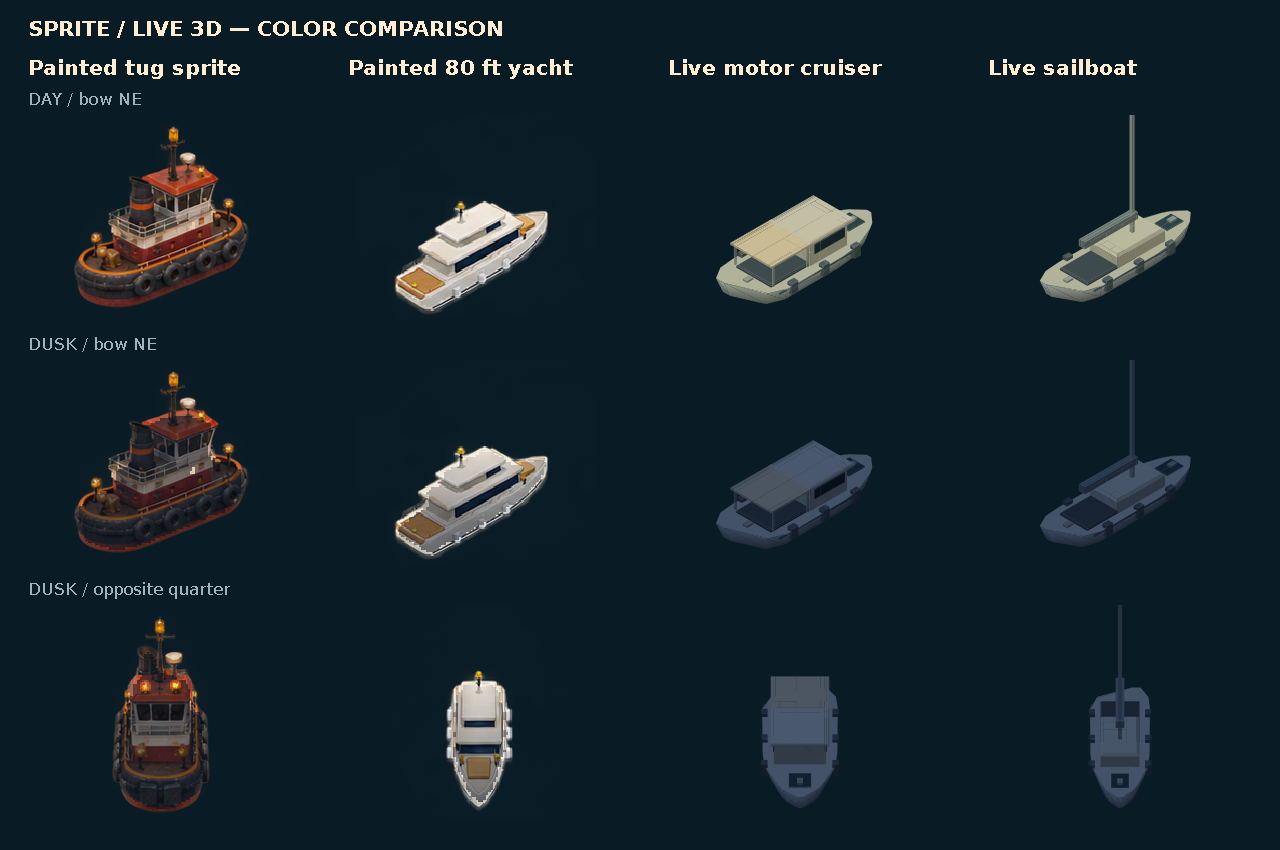 SPRITE / LIVE 3D — COLOR COMPARISON
Painted tug sprite
Painted 80 ft yacht
Live motor cruiser
Live sailboat
DAY / bow NE
DUSK / bow NE
DUSK / opposite quarter